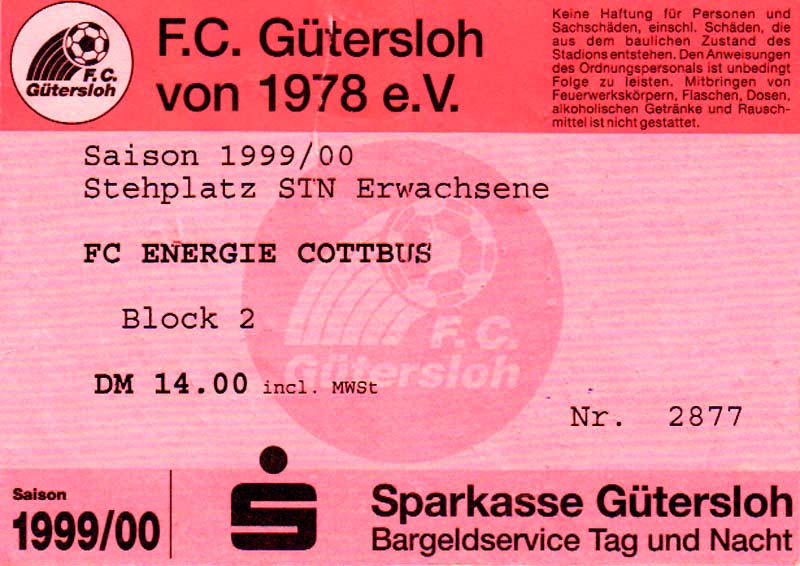 F.C.
Gütersloh
F.C. Gütersloh
von 1978 e.V.
Keine Haftung für Personen und
Sachschäden, einschl. Schäden, die
aus dem baulichen Zustand des
Stadions entstehen. Den Anweisungen
des Ordnungspersonals ist unbedingt
Folge zu leisten. Mitbringen von
Feuerwerkskörpern, Flaschen, Dosen,
alkoholischen Getränke und Rausch-
mittel ist nicht gestattet.
Saison 1999/00
Stehplatz STN Erwachsene
FC ENERGIE COTTBUS
Block 2
F.C.
Gütersloh
DM 14.00 incl. MWSt
Nr. 2877
Saison
1999/00
Sparkasse Gütersloh
Bargeldservice Tag und Nacht